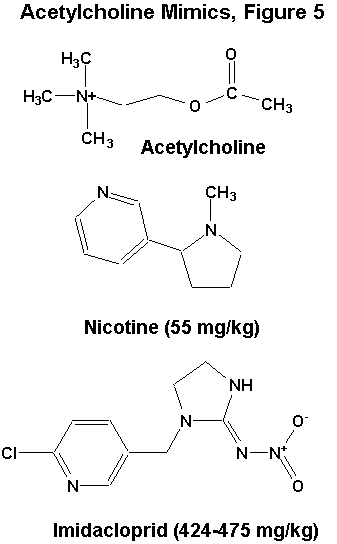 Acetylcholine Mimics, Figure 5
H₃C
O
H₃C N+ O C CH₃
CH₃
Acetylcholine
CH₃
N N
Nicotine (55 mg/kg)
NH
N O⁻
Cl N N⁺
N O
Imidacloprid (424-475 mg/kg)